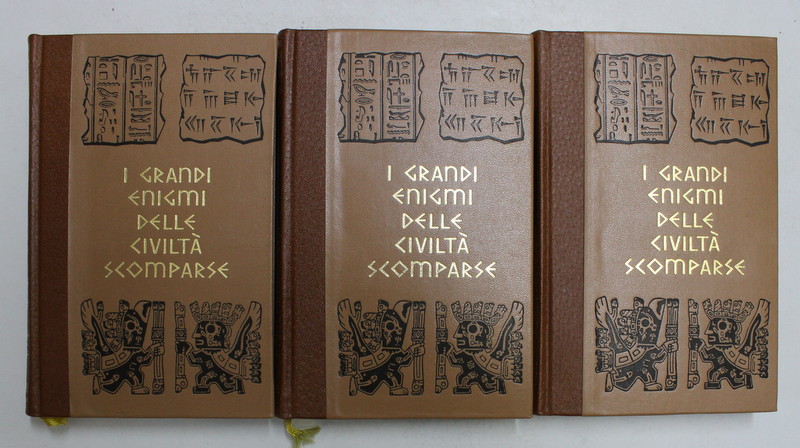 I GRANDI
ENIGMI
DELLE
CIVILTÀ
SCOMPARSE
I GRANDI
ENIGMI
DELLE
CIVILTÀ
SCOMPARSE
I GRANDI
ENIGMI
DELLE
CIVILTÀ
SCOMPARSE